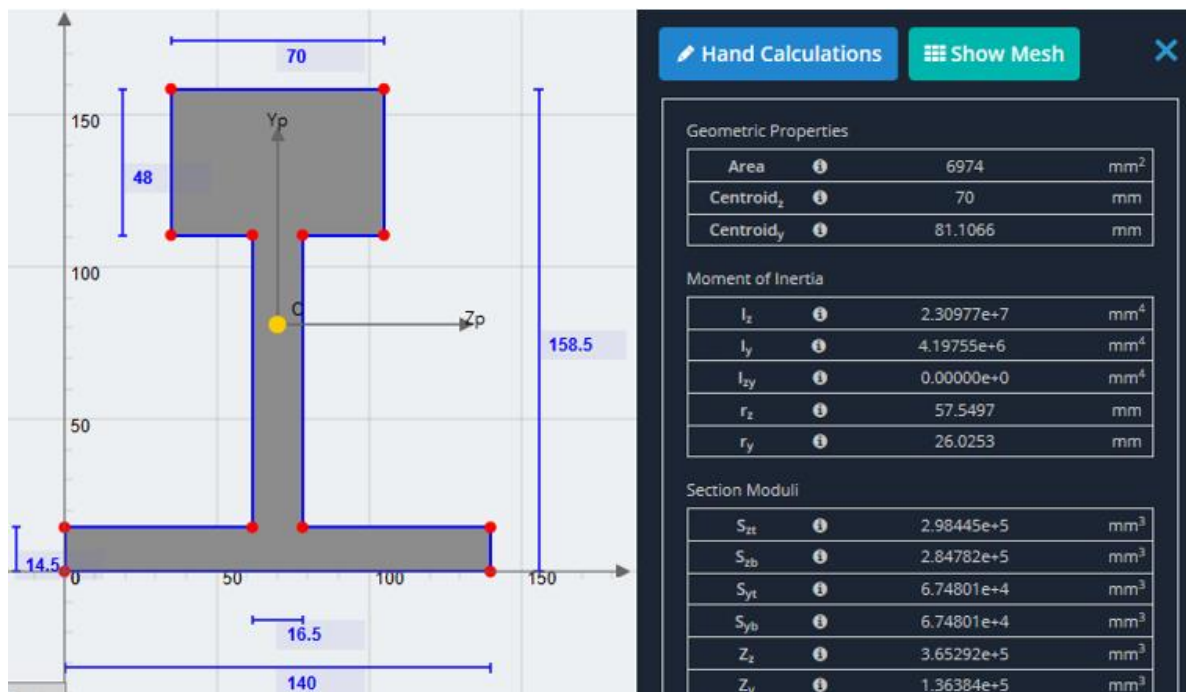 70
150
Yp
48
100
C
Zp
158.5
50
14.5
0
50
100
150
16.5
140
Hand Calculations
Show Mesh
Geometric Properties
Area 6974 mm2
Centroidz 70 mm
Centroidy 81.1066 mm
Moment of Inertia
Iz 2.30977e+7 mm4
Iy 4.19755e+6 mm4
Izy 0.00000e+0 mm4
rz 57.5497 mm
ry 26.0253 mm
Section Moduli
Szt 2.98445e+5 mm3
Szb 2.84782e+5 mm3
Syt 6.74801e+4 mm3
Syb 6.74801e+4 mm3
Zz 3.65292e+5 mm3
Zy 1.36384e+5 mm3